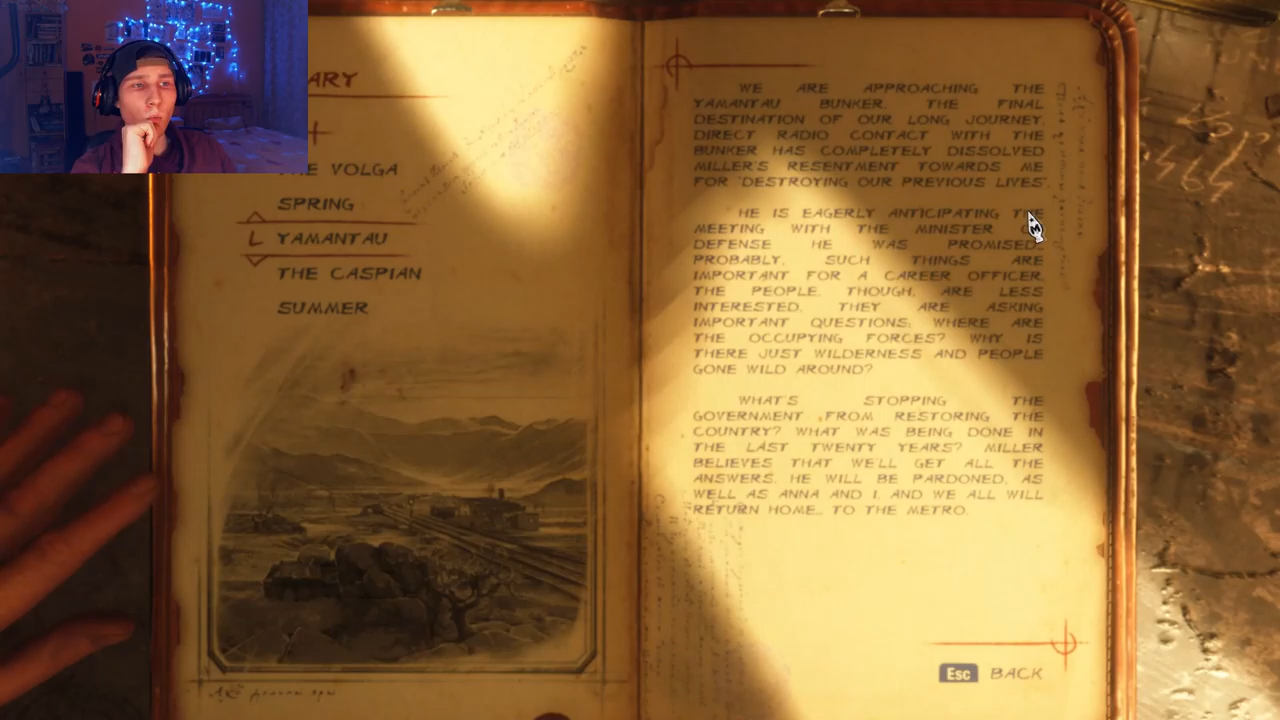 ARY
E VOLGA
SPRING
YAMANTAU
THE CASPIAN
SUMMER
WE ARE APPROACHING THE
YAMANTAU BUNKER. THE FINAL
DESTINATION OF OUR LONG JOURNEY.
DIRECT RADIO CONTACT WITH THE
BUNKER HAS COMPLETELY DISSOLVED
MILLER'S RESENTMENT TOWARDS ME
FOR 'DESTROYING OUR PREVIOUS LIVES'.
HE IS EAGERLY ANTICIPATING THE
MEETING WITH THE MINISTER
DEFENSE HE WAS PROMISED.
PROBABLY, SUCH THINGS ARE
IMPORTANT FOR A CAREER OFFICER.
THE PEOPLE, THOUGH, ARE LESS
INTERESTED. THEY ARE ASKING
IMPORTANT QUESTIONS: WHERE ARE
THE OCCUPYING FORCES? WHY IS
THERE JUST WILDERNESS AND PEOPLE
GONE WILD AROUND?
WHAT'S STOPPING THE
GOVERNMENT FROM RESTORING THE
COUNTRY? WHAT WAS BEING DONE IN
THE LAST TWENTY YEARS? MILLER
BELIEVES THAT WE'LL GET ALL THE
ANSWERS. HE WILL BE PARDONED, AS
WELL AS ANNA AND I, AND WE ALL WILL
RETURN HOME... TO THE METRO.
Esc BACK